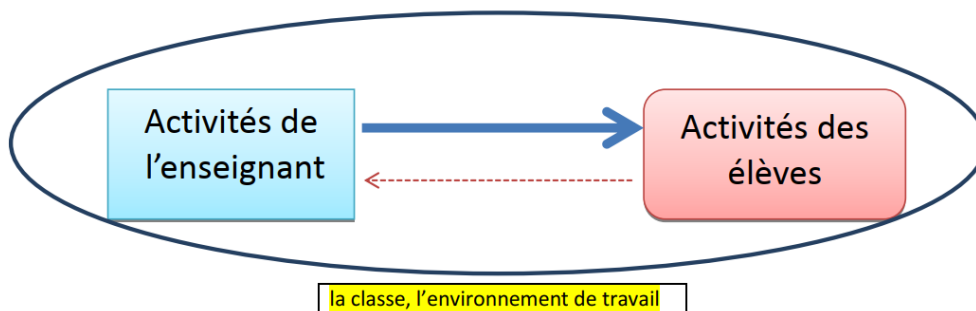 Activités de
l’enseignant
Activités des
élèves
la classe, l’environnement de travail